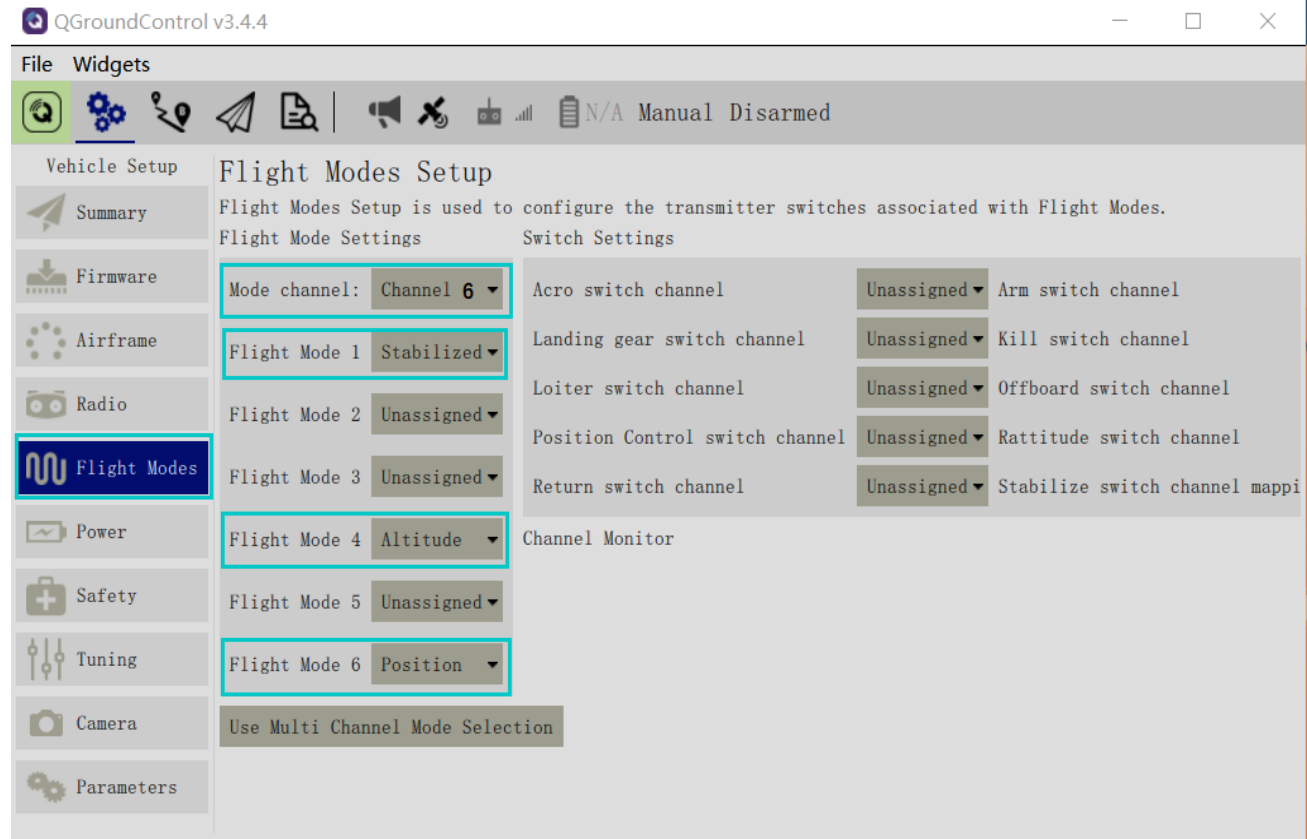 QGroundControl v3.4.4
File Widgets
N/A Manual Disarmed
Vehicle Setup
Summary
Firmware
Airframe
Radio
Flight Modes
Power
Safety
Tuning
Camera
Parameters
Flight Modes Setup
Flight Modes Setup is used to configure the transmitter switches associated with Flight Modes.
Flight Mode Settings
Mode channel: Channel 6
Flight Mode 1 Stabilized
Flight Mode 2 Unassigned
Flight Mode 3 Unassigned
Flight Mode 4 Altitude
Flight Mode 5 Unassigned
Flight Mode 6 Position
Use Multi Channel Mode Selection
Switch Settings
Acro switch channel Unassigned Arm switch channel
Landing gear switch channel Unassigned Kill switch channel
Loiter switch channel Unassigned Offboard switch channel
Position Control switch channel Unassigned Rattitude switch channel
Return switch channel Unassigned Stabilize switch channel mappi
Channel Monitor